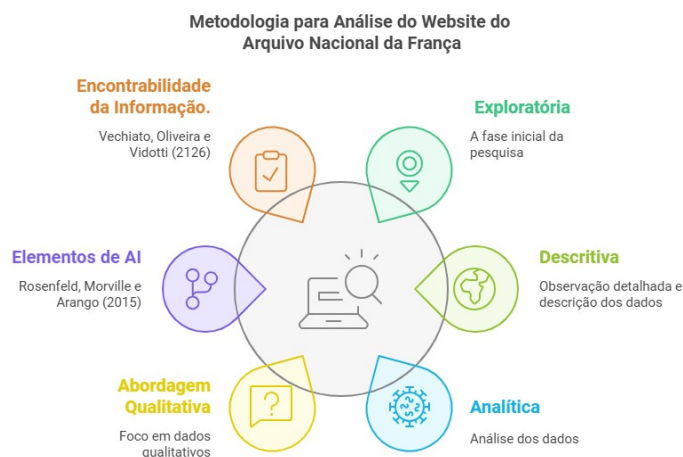 Metodologia para Análise do Website do
Arquivo Nacional da França
Encontrabilidade
da Informação.
Vechiato, Oliveira e
Vidotti (2126)
Exploratória
A fase inicial da
pesquisa
Elementos de AI
Rosenfeld, Morville e
Arango (2015)
Descritiva
Observação detalhada e
descrição dos dados
Abordagem
Qualitativa
Foco em dados
qualitativos
Analítica
Análise dos dados